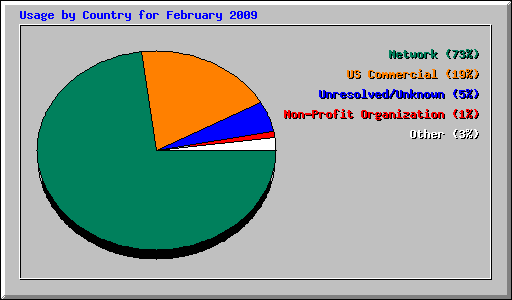 Usage by Country for February 2009
Network (73%)
US Commercial (19%)
Unresolved/Unknown (5%)
Non-Profit Organization (1%)
Other (3%)